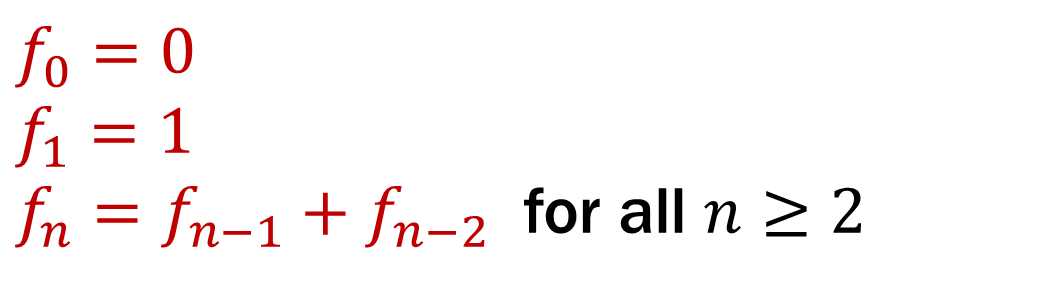 f₀ = 0
f₁ = 1
fₙ = fₙ₋₁ + fₙ₋₂ for all n ≥ 2